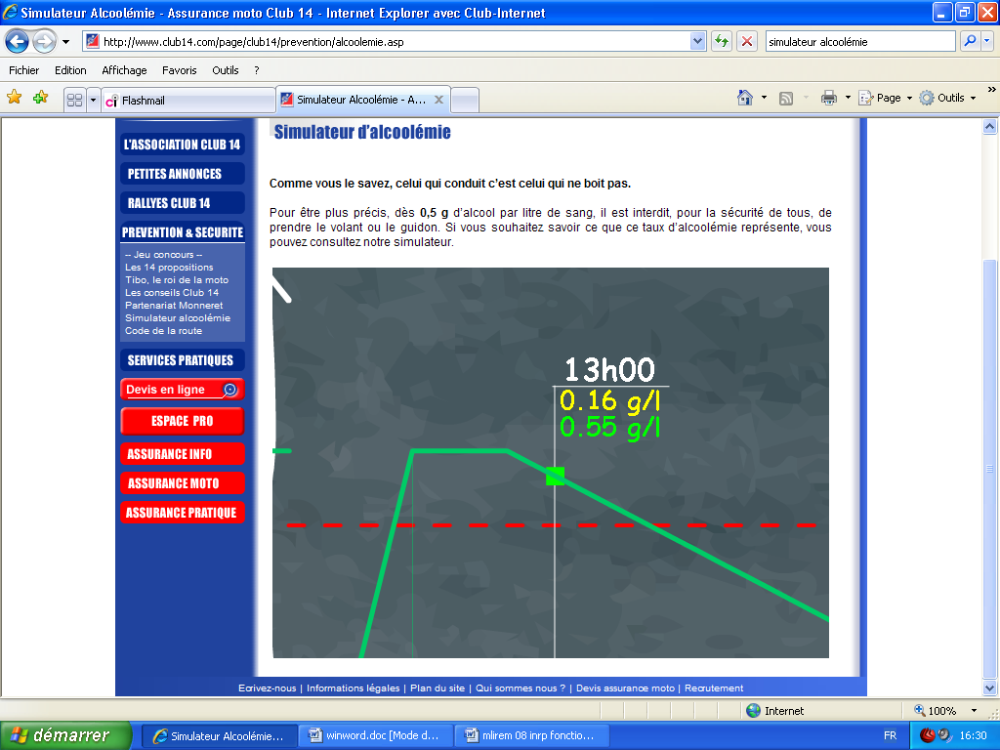 Simulateur Alcoolémie - Assurance moto Club 14 - Internet Explorer avec Club-Internet
http://www.club14.com/page/club14/prevention/alcoolemie.asp
simulateur alcoolémie
Fichier Edition Affichage Favoris Outils ?
Flashmail
Simulateur Alcoolémie - A...
Page
Outils
L'ASSOCIATION CLUB 14
PETITES ANNONCES
RALLYES CLUB 14
PREVENTION & SECURITE
-- Jeu concours --
Les 14 propositions
Tibo, le roi de la moto
Les conseils Club 14
Partenariat Monneret
Simulateur alcoolémie
Code de la route
SERVICES PRATIQUES
Devis en ligne
ESPACE PRO
ASSURANCE INFO
ASSURANCE MOTO
ASSURANCE PRATIQUE
Simulateur d'alcoolémie
Comme vous le savez, celui qui conduit c'est celui qui ne boit pas.
Pour être plus précis, dès 0,5 g d'alcool par litre de sang, il est interdit, pour la sécurité de tous, de
prendre le volant ou le guidon. Si vous souhaitez savoir ce que ce taux d'alcoolémie représente, vous
pouvez consultez notre simulateur.
13h00
0.16 g/l
0.55 g/l
Ecrivez-nous | Informations légales | Plan du site | Qui sommes nous ? | Devis assurance moto | Recrutement
Internet
100%
démarrer
Simulateur Alcoolémie...
winword.doc [Mode d...
mlirem 08 inrp fonctio...
FR
16:30